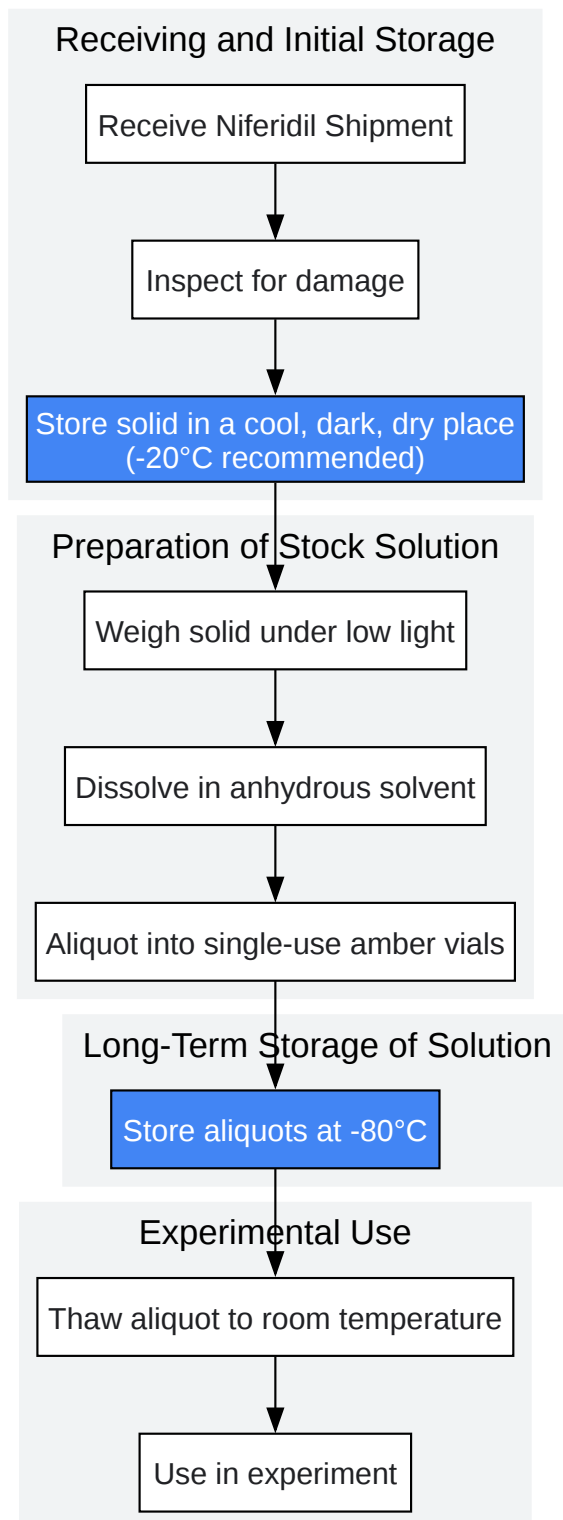 Receiving and Initial Storage
Receive Niferidil Shipment
Inspect for damage
Store solid in a cool, dark, dry place
(-20°C recommended)
Preparation of Stock Solution
Weigh solid under low light
Dissolve in anhydrous solvent
Aliquot into single-use amber vials
Long-Term Storage of Solution
Store aliquots at -80°C
Experimental Use
Thaw aliquot to room temperature
Use in experiment